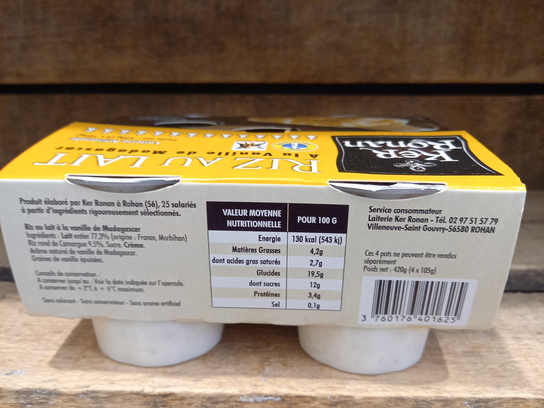 Ker
Ronan
RIZ AU LAIT
A la Vanille de Madagascar
Produit élaboré par Ker Ronan à Rohan (56), 25 salariés
à partir d'ingredients rigoureusement sélectionnés.
Riz au lait à la vanille de Madagascar
Ingrédients : Lait entier 77,3% (origine : France, Morbihan)
Riz rond de Camargue 9.5%, Sucre, Crème,
Arôme naturel de vanille de Madagascar,
Graines de vanille de Madagascar.
Conseils de conservation :
A conserver jusqu'au : Voir la date indiquée sur l'opercule.
A conserver de + 2°C à + 6°C maximum.
Sans colorant - Sans conservateur - Sans arôme artificiel
VALEUR MOYENNE NUTRITIONNELLE POUR 100 G
Energie 130 kcal (543 kj)
Matières Grasses 4,2g
dont acides gras saturés 2,7g
Glucides 19,5g
dont sucres 12g
Protéines 3,4g
Sel 0,1g
Service consommateur
Laiterie Ker Ronan - Tél. 02 97 51 57 79
Villeneuve-Saint Gouvry-56580 ROHAN
Ces 4 pots ne peuvent être vendus
séparément
Poids net : 420g (4 x 105g)
3 760176 401625